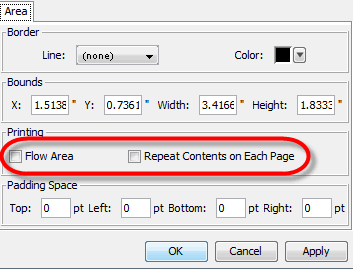 Area
Border
Line: (none) Color:
Bounds
X: 1.5138 " Y: 0.7361 " Width: 3.4166 " Height: 1.8333 "
Printing
Flow Area Repeat Contents on Each Page
Padding Space
Top: 0 pt Left: 0 pt Bottom: 0 pt Right: 0 pt
OK Cancel Apply